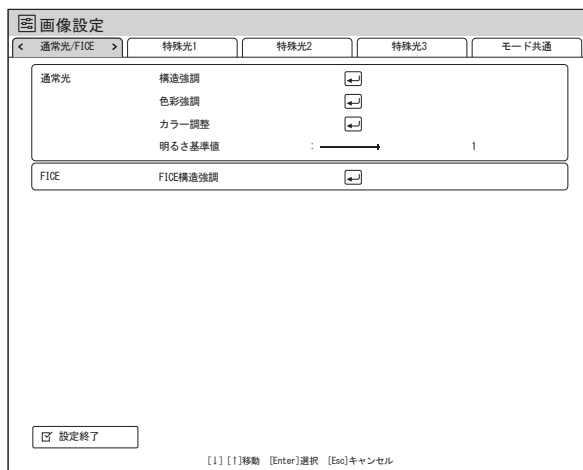 画像設定
< 通常光/FICE > 特殊光1 特殊光2 特殊光3 モード共通
通常光 構造強調
色彩強調
カラー調整
明るさ基準値 : 1
FICE FICE構造強調
設定終了
[↓][↑]移動 [Enter]選択 [Esc]キャンセル